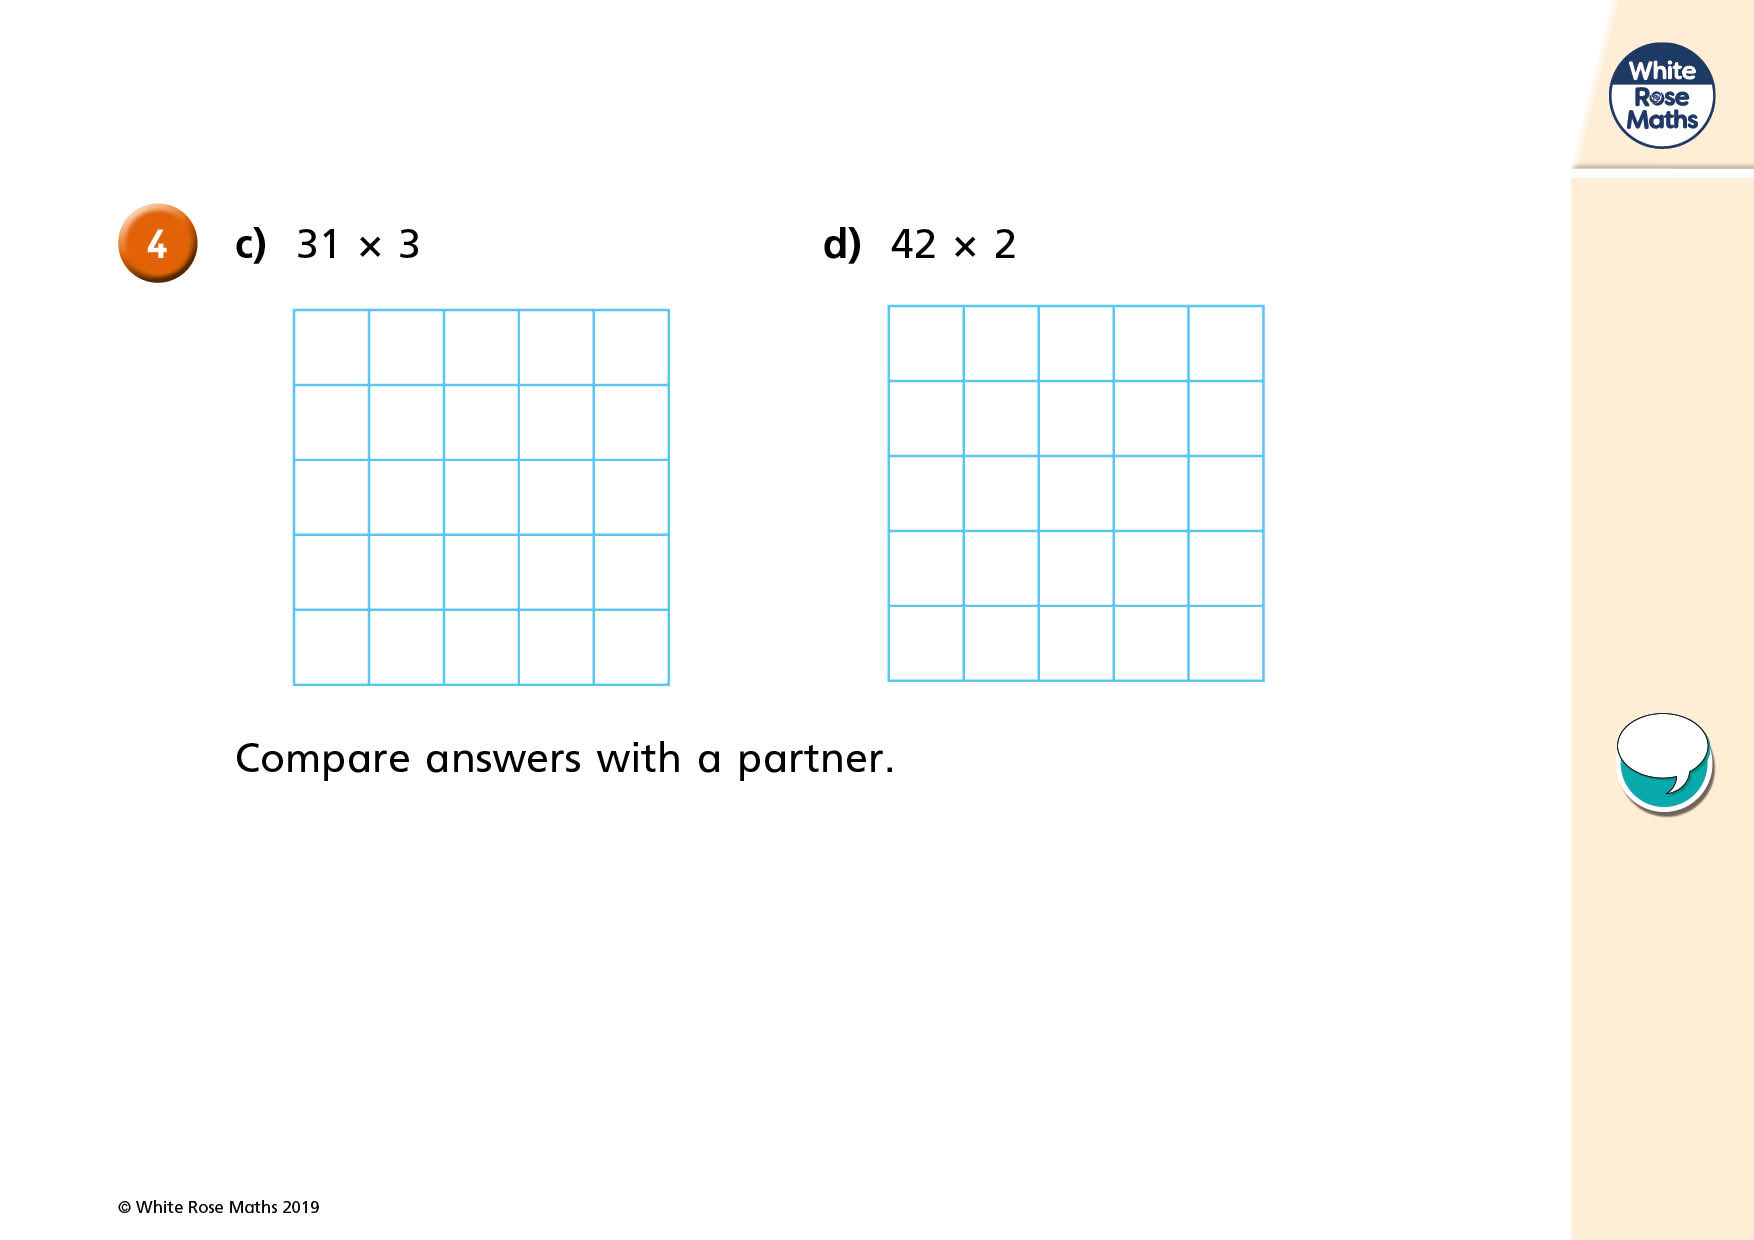 White
Rose
Maths
4 c) 31 × 3 d) 42 × 2
Compare answers with a partner.
© White Rose Maths 2019